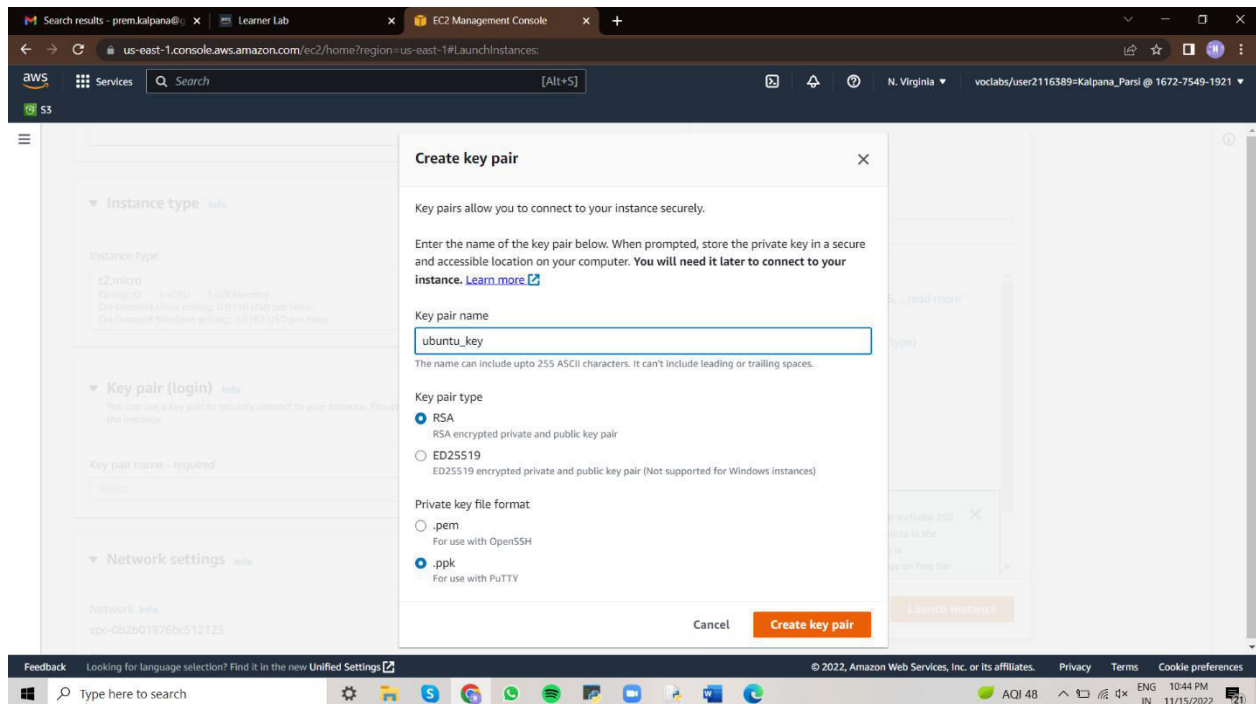 Search results - prem.kalpana@g
Learner Lab
EC2 Management Console
us-east-1.console.aws.amazon.com/ec2/home?region=us-east-1#LaunchInstances:
aws
Services
Search
[Alt+S]
N. Virginia ▼
voclabs/user2116389=Kalpana_Parsi @ 1672-7549-1921 ▼
S3
Create key pair
Key pairs allow you to connect to your instance securely.
Enter the name of the key pair below. When prompted, store the private key in a secure
and accessible location on your computer. You will need it later to connect to your
instance. Learn more
Key pair name
ubuntu_key
The name can include upto 255 ASCII characters. It can't include leading or trailing spaces.
Key pair type
RSA
RSA encrypted private and public key pair
ED25519
ED25519 encrypted private and public key pair (Not supported for Windows instances)
Private key file format
.pem
For use with OpenSSH
.ppk
For use with PuTTY
Cancel
Create key pair
Instance type Info
Instance type
t2.micro
Key pair (login) Info
the instance.
Key pair name - required
Select
Network settings Info
Network Info
vpc-0b2b01976bc512123
...read more
Launch instance
Feedback
Looking for language selection? Find it in the new Unified Settings
© 2022, Amazon Web Services, Inc. or its affiliates.
Privacy
Terms
Cookie preferences
Type here to search
AQI 48
ENG
IN
10:44 PM
11/15/2022
21